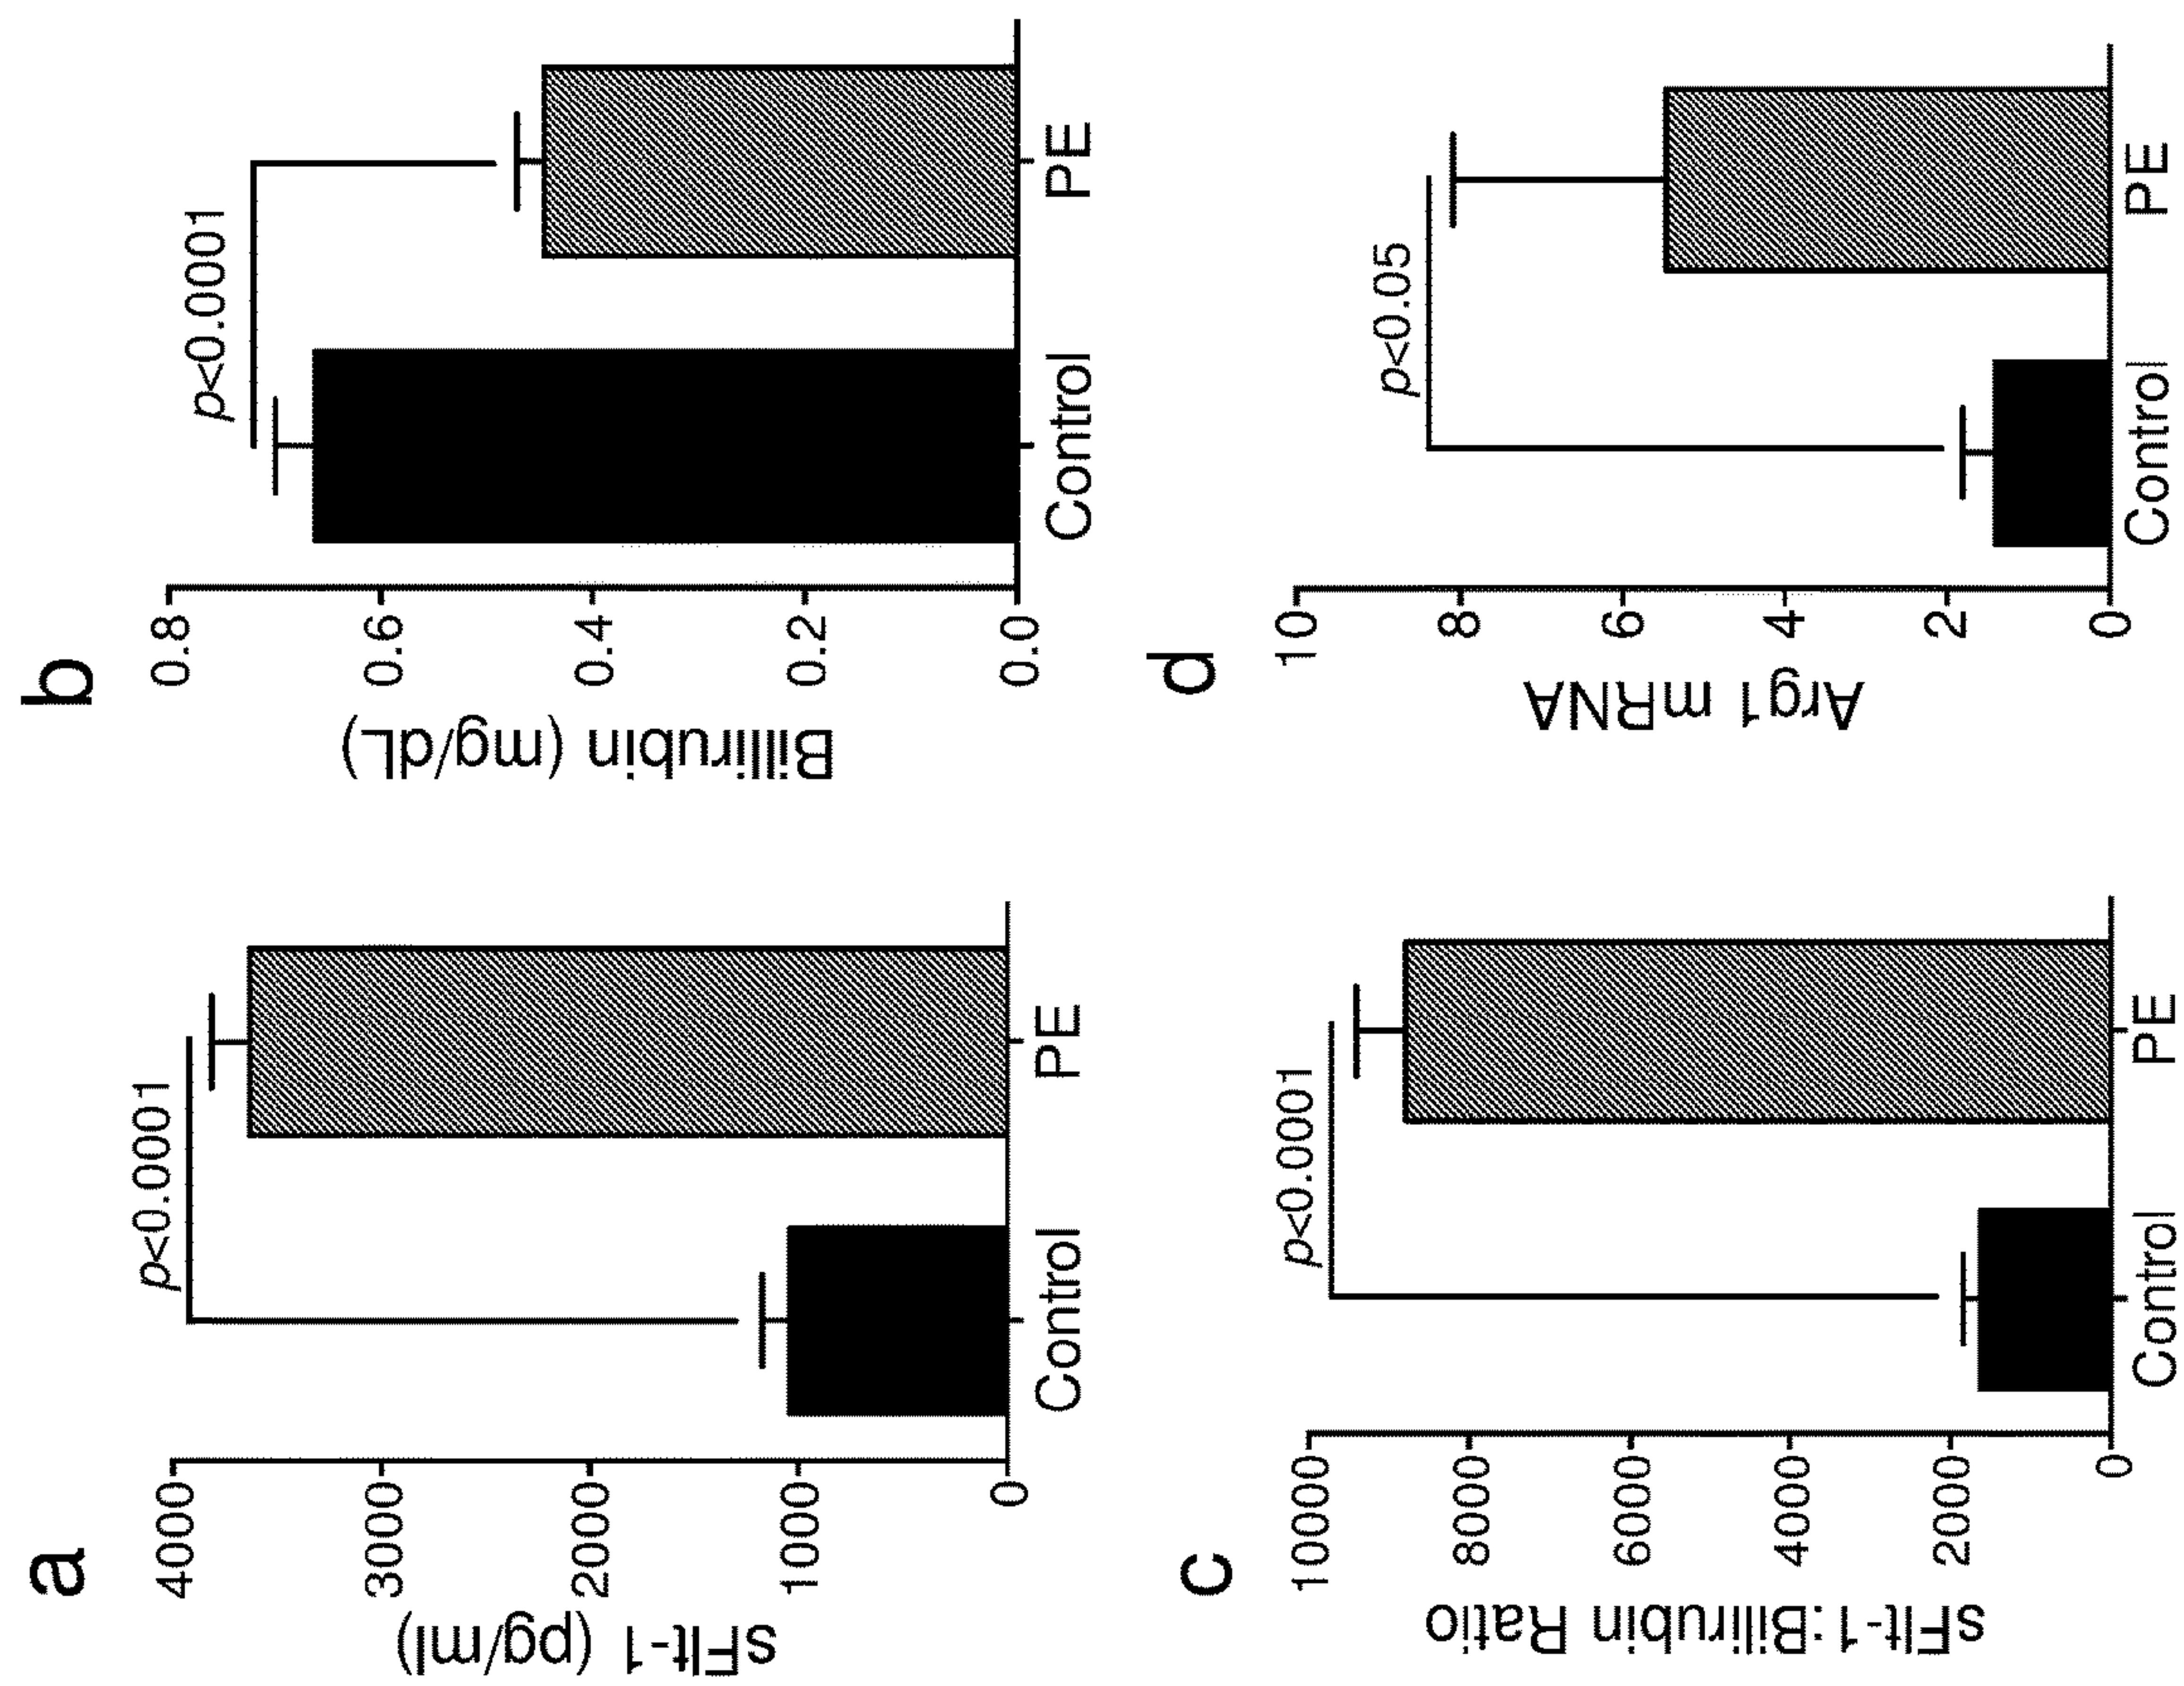 a
p<0.0001
4000
3000
2000
1000
0
sFlt-1 (pg/ml)
Control
PE
b
p<0.0001
0.8
0.6
0.4
0.2
0.0
Bilirubin (mg/dL)
Control
PE
c
p<0.0001
10000
8000
6000
4000
2000
0
sFlt-1:Bilirubin Ratio
Control
PE
d
p<0.05
10
8
6
4
2
0
Arg1 mRNA
Control
PE